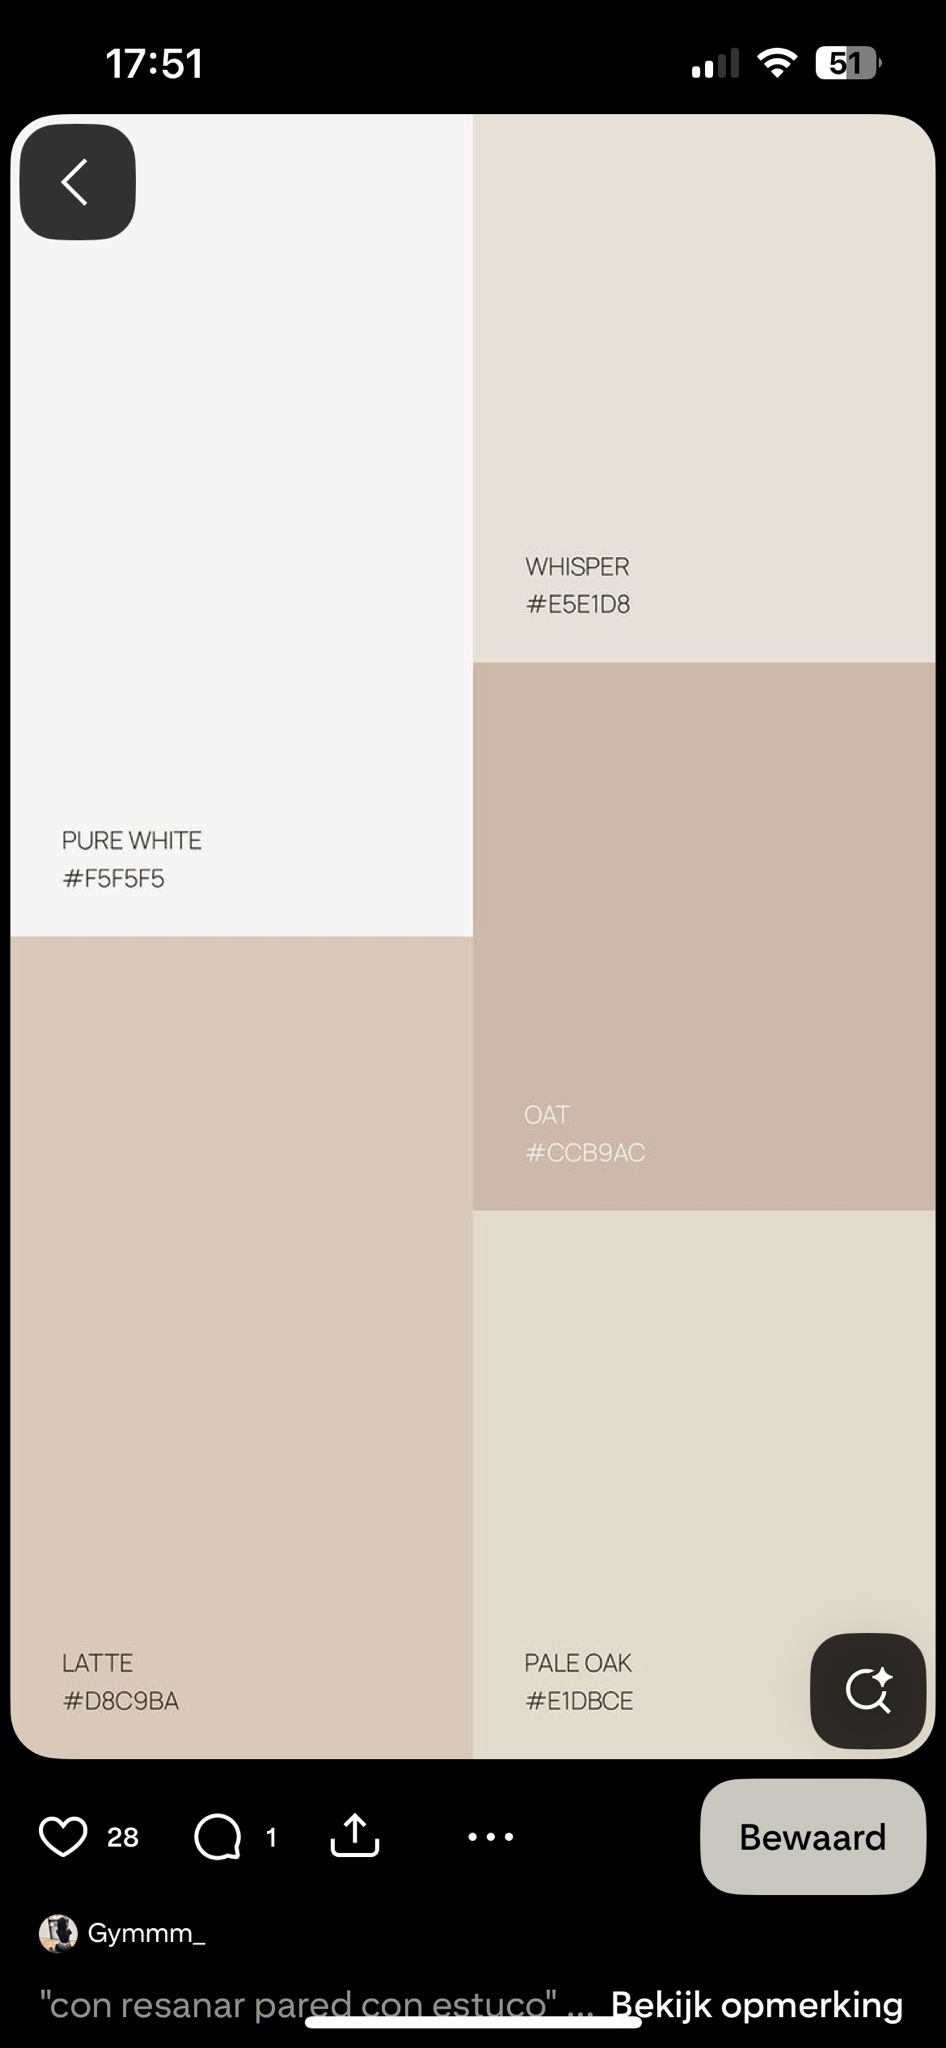 17:51
51
WHISPER
#E5E1D8
PURE WHITE
#F5F5F5
OAT
#CCB9AC
LATTE
#D8C9BA
PALE OAK
#E1DBCE
28
1
Bewaard
Gymmm_
"con resanar pared con estuco" ... Bekijk opmerking